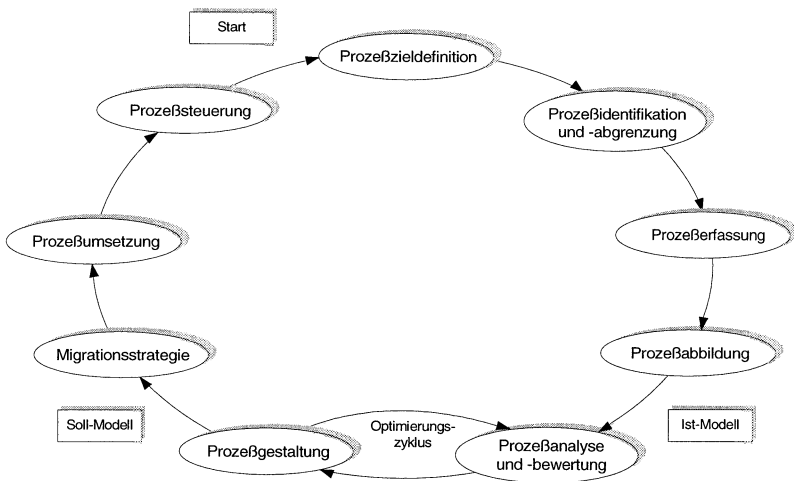 Start
Prozeßzieldefinition
Prozeßidentifikation
und -abgrenzung
Prozeßerfassung
Prozeßabbildung
Ist-Modell
Prozeßanalyse
und -bewertung
Optimierungs-
zyklus
Prozeßgestaltung
Soll-Modell
Migrationsstrategie
Prozeßumsetzung
Prozeßsteuerung